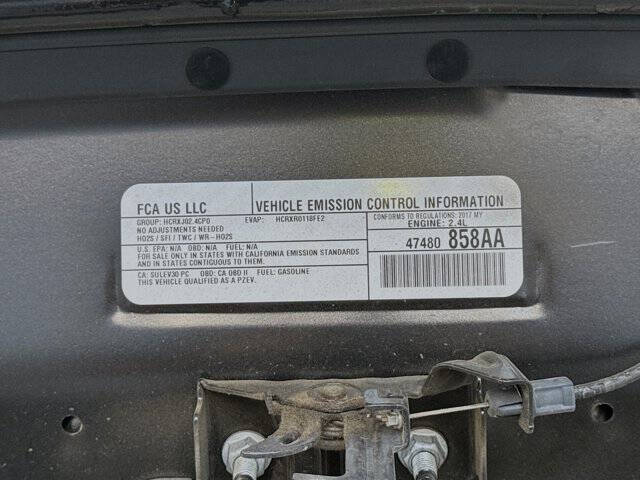 FCA US LLC
VEHICLE EMISSION CONTROL INFORMATION
GROUP: HCRXJ02.4CP0 EVAP: HCRXR0118FE2
NO ADJUSTMENTS NEEDED
HO2S / SFI / TWC / WR-HO2S
U.S. EPA: N/A OBD: N/A FUEL: N/A
FOR SALE ONLY IN STATES WITH CALIFORNIA EMISSION STANDARDS
OR STATES CONTIGUOUS TO THEM.
CONFORMS TO REGULATIONS: 2017 MY
ENGINE: 2.4L
47480 858AA
CA: SULEV30 PC OBD: CA OBD II FUEL: GASOLINE
THIS VEHICLE QUALIFIED AS A PZEV.